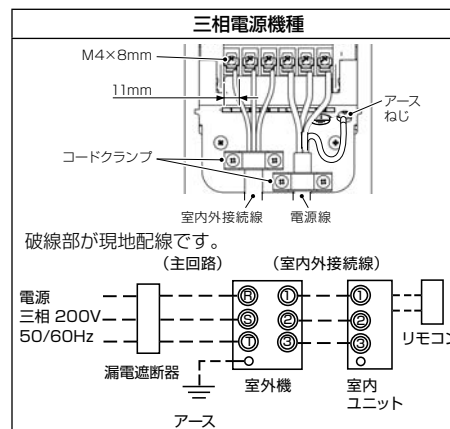 三相電源機種
M4×8mm
11mm
アース
ねじ
コードクランプ
室内外接続線
電源線
破線部が現地配線です。
(主回路)
(室内外接続線)
電源
三相 200V
50/60Hz
R
S
T
1
2
3
1
2
3
リモコン
漏電遮断器
室外機
室内
ユニット
アース